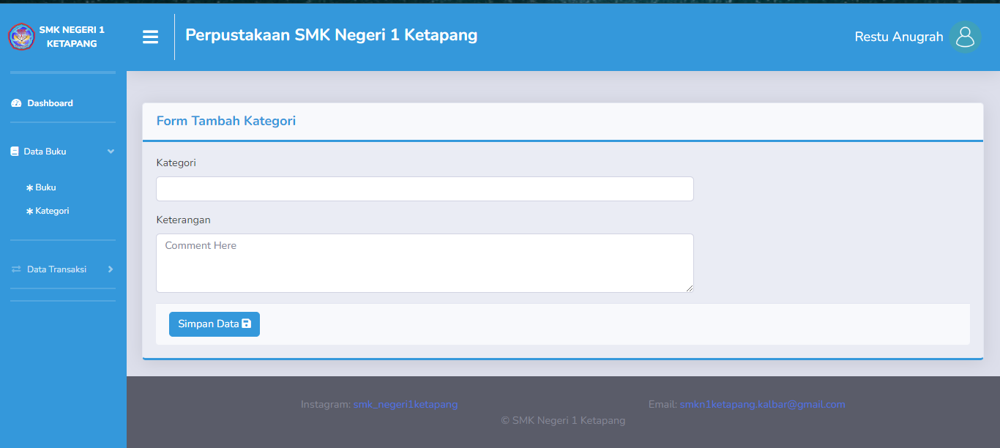 SMK NEGERI 1
KETAPANG
Perpustakaan SMK Negeri 1 Ketapang
Restu Anugrah
Dashboard
Data Buku
Buku
Kategori
Data Transaksi
Form Tambah Kategori
Kategori
Keterangan
Comment Here
Simpan Data
Instagram: smk_negeri1ketapang
Email: smkn1ketapang.kalbar@gmail.com
© SMK Negeri 1 Ketapang